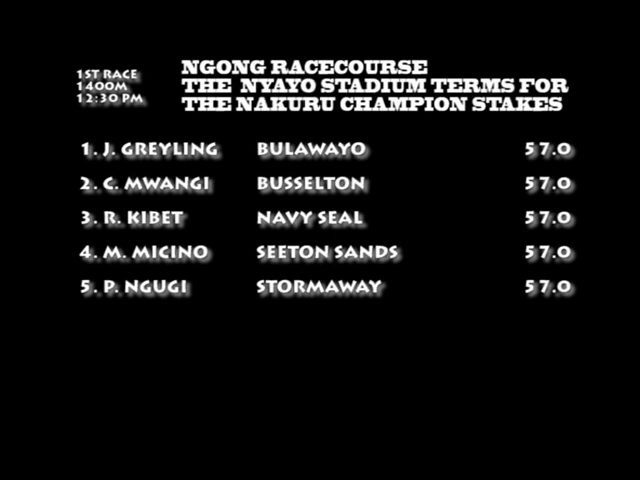 1ST RACE
1400M
12:30 PM
NGONG RACECOURSE
THE NYAYO STADIUM TERMS FOR
THE NAKURU CHAMPION STAKES
1. J. GREYLING BULAWAYO 57.0
2. C. MWANGI BUSSELTON 57.0
3. R. KIBET NAVY SEAL 57.0
4. M. MICINO SEETON SANDS 57.0
5. P. NGUGI STORMAWAY 57.0